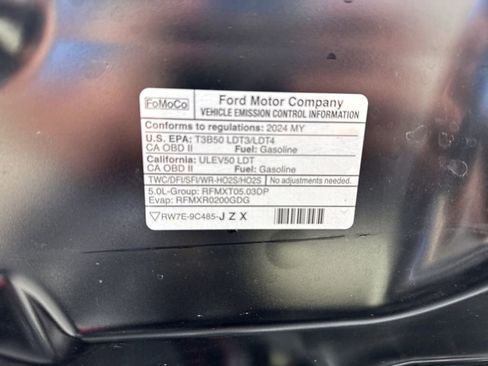 FoMoCo
Ford Motor Company
VEHICLE EMISSION CONTROL INFORMATION
Conforms to regulations: 2024 MY
U.S. EPA: T3B50 LDT3/LDT4
CA OBD II Fuel: Gasoline
California: ULEV50 LDT
CA OBD II Fuel: Gasoline
TWC/DFI/SFI/WR-HO2S/HO2S No adjustments needed.
5.0L-Group: RFMXT05.03DP
Evap: RFMXR0200GDG
RW7E-9C485-JZX